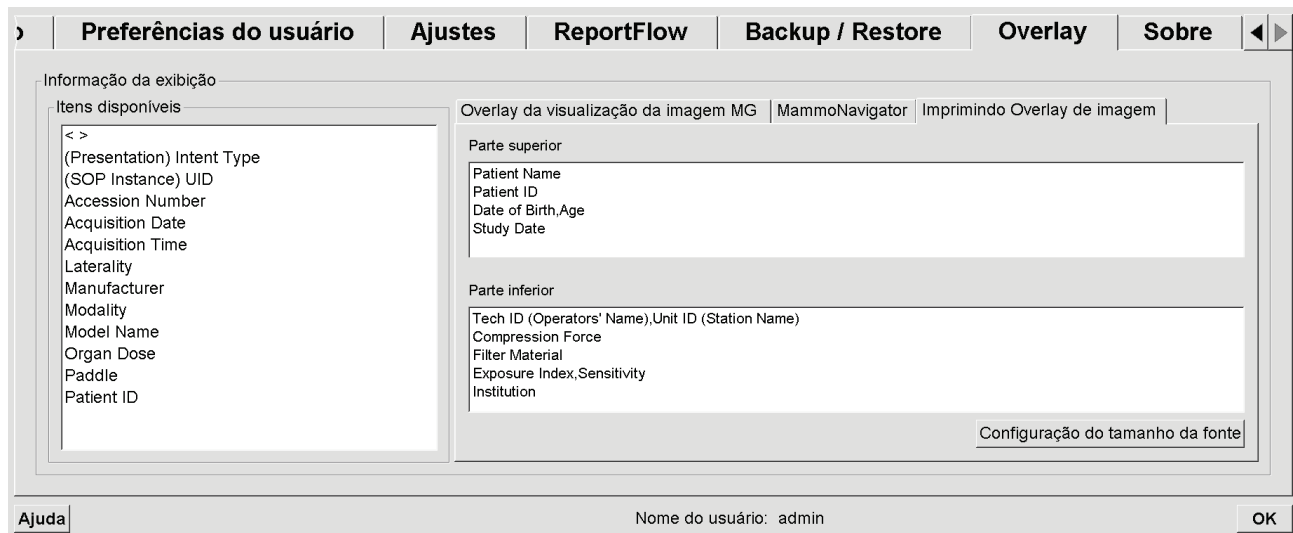 Preferências do usuário Ajustes ReportFlow Backup / Restore Overlay Sobre
Informação da exibição
Itens disponíveis
< >
(Presentation) Intent Type
(SOP Instance) UID
Accession Number
Acquisition Date
Acquisition Time
Laterality
Manufacturer
Modality
Model Name
Organ Dose
Paddle
Patient ID
Overlay da visualização da imagem MG MammoNavigator Imprimindo Overlay de imagem
Parte superior
Patient Name
Patient ID
Date of Birth,Age
Study Date
Parte inferior
Tech ID (Operators' Name),Unit ID (Station Name)
Compression Force
Filter Material
Exposure Index,Sensitivity
Institution
Configuração do tamanho da fonte
Ajuda Nome do usuário: admin OK